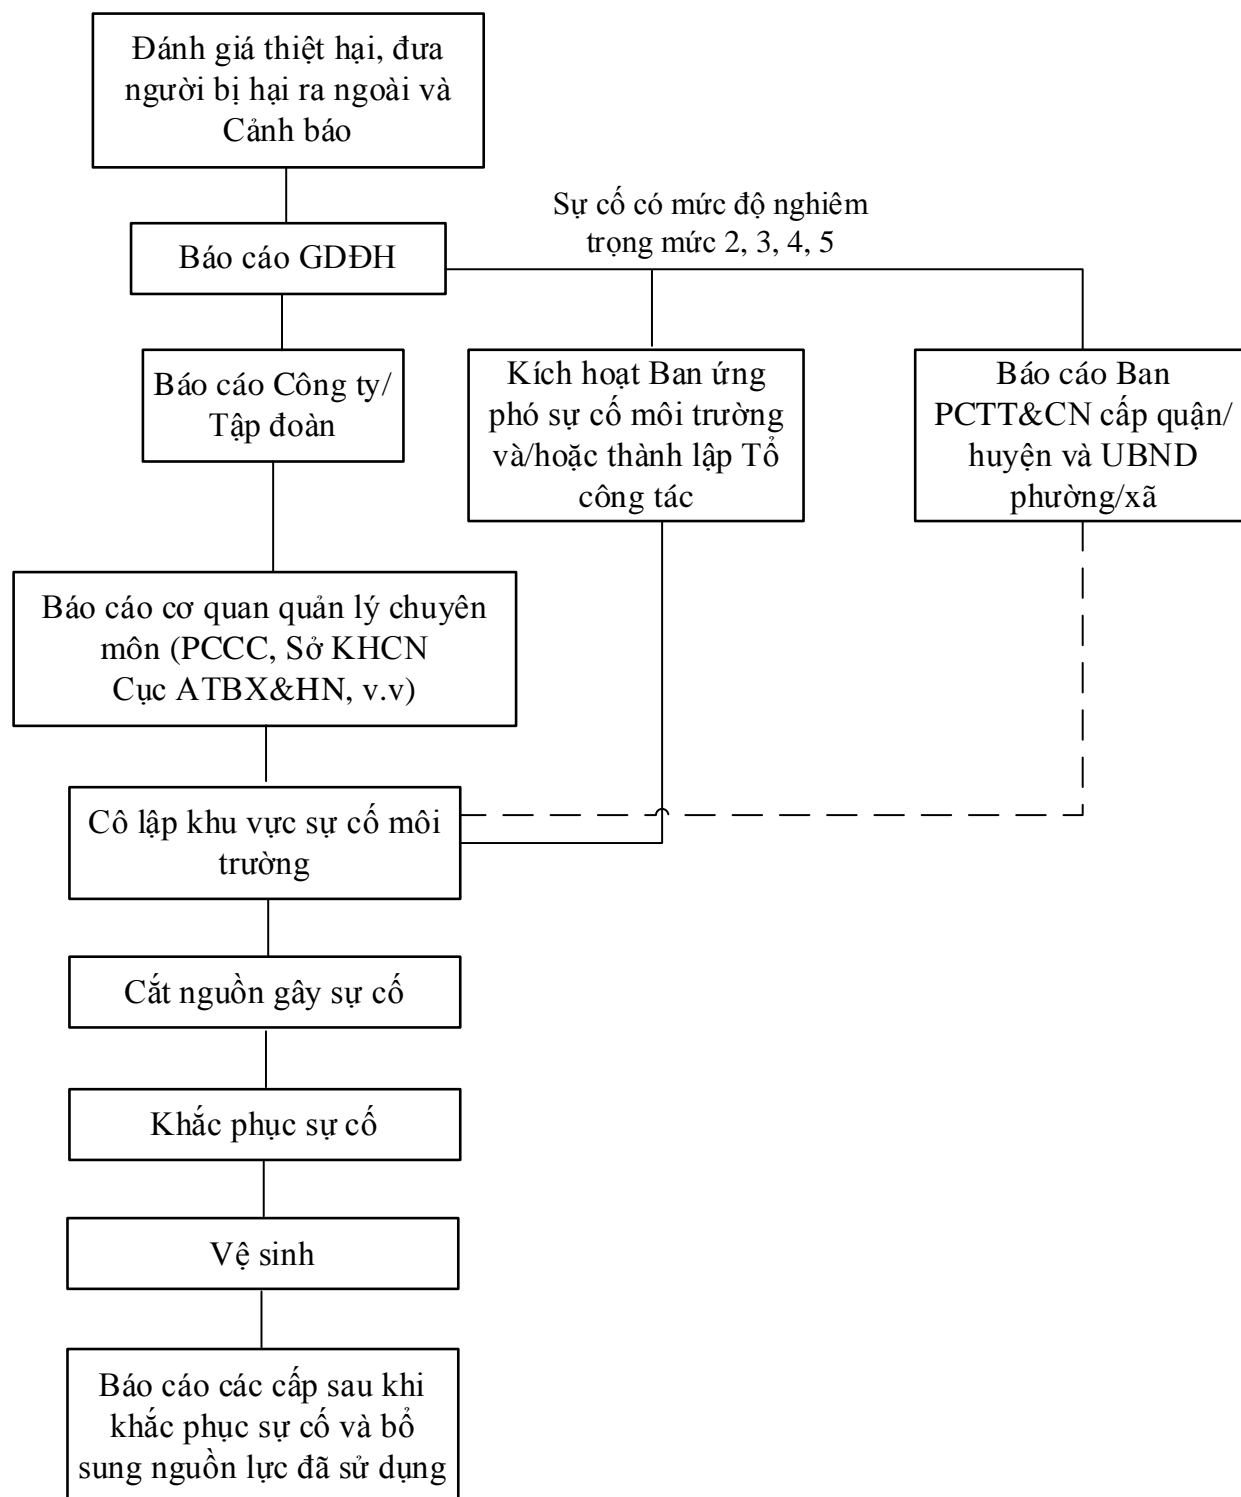 Đánh giá thiệt hại, đưa
người bị hại ra ngoài và
Cảnh báo
Sự cố có mức độ nghiêm
trọng mức 2, 3, 4, 5
Báo cáo GDĐH
Báo cáo Công ty/
Tập đoàn
Kích hoạt Ban ứng
phó sự cố môi trường
và/hoặc thành lập Tổ
công tác
Báo cáo Ban
PCTT&CN cấp quận/
huyện và UBND
phường/xã
Báo cáo cơ quan quản lý chuyên
môn (PCCC, Sở KHCN
Cục ATBX&HN, v.v)
Cô lập khu vực sự cố môi
trường
Cắt nguồn gây sự cố
Khắc phục sự cố
Vệ sinh
Báo cáo các cấp sau khi
khắc phục sự cố và bổ
sung nguồn lực đã sử dụng